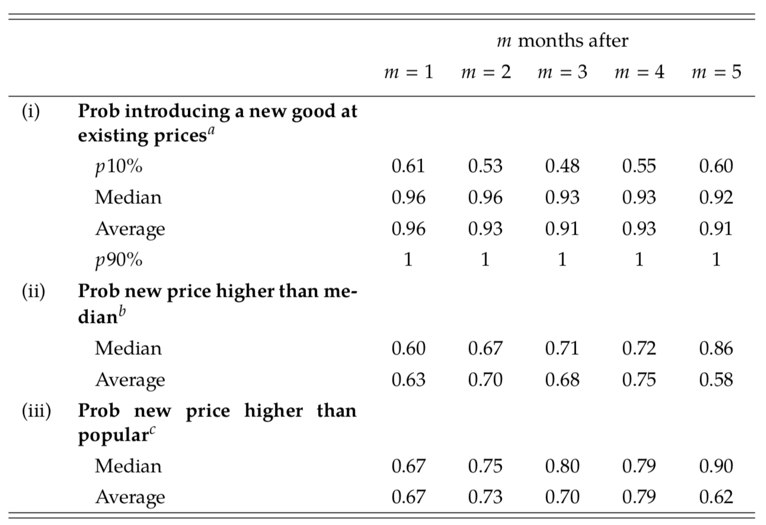 m months after
m = 1 m = 2 m = 3 m = 4 m = 5
(i) Prob introducing a new good at
existing prices^a
p10% 0.61 0.53 0.48 0.55 0.60
Median 0.96 0.96 0.93 0.93 0.92
Average 0.96 0.93 0.91 0.93 0.91
p90% 1 1 1 1 1
(ii) Prob new price higher than me-
dian^b
Median 0.60 0.67 0.71 0.72 0.86
Average 0.63 0.70 0.68 0.75 0.58
(iii) Prob new price higher than
popular^c
Median 0.67 0.75 0.80 0.79 0.90
Average 0.67 0.73 0.70 0.79 0.62